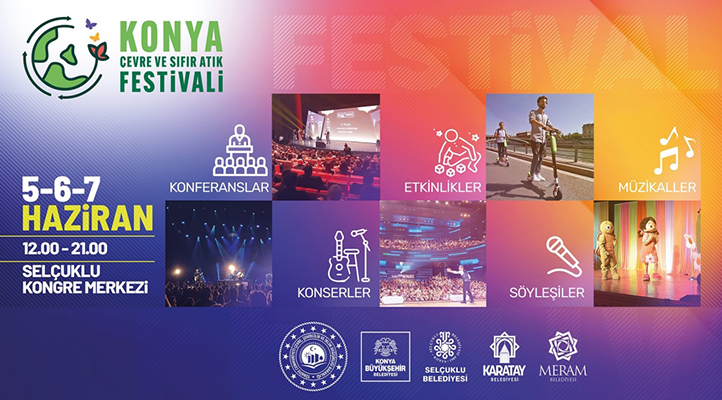 FESTİVAL
KONYA
ÇEVRE VE SIFIR ATIK
FESTİVALİ
KONFERANSLAR
ETKİNLİKLER
MÜZİKALLER
5-6-7
HAZİRAN
12.00 - 21.00
SELÇUKLU
KONGRE MERKEZİ
KONSERLER
SÖYLEŞİLER
KONYA
BÜYÜKŞEHİR
BELEDİYESİ
SELÇUKLU
BELEDİYESİ
KARATAY
BELEDİYESİ
MERAM
BELEDİYESİ